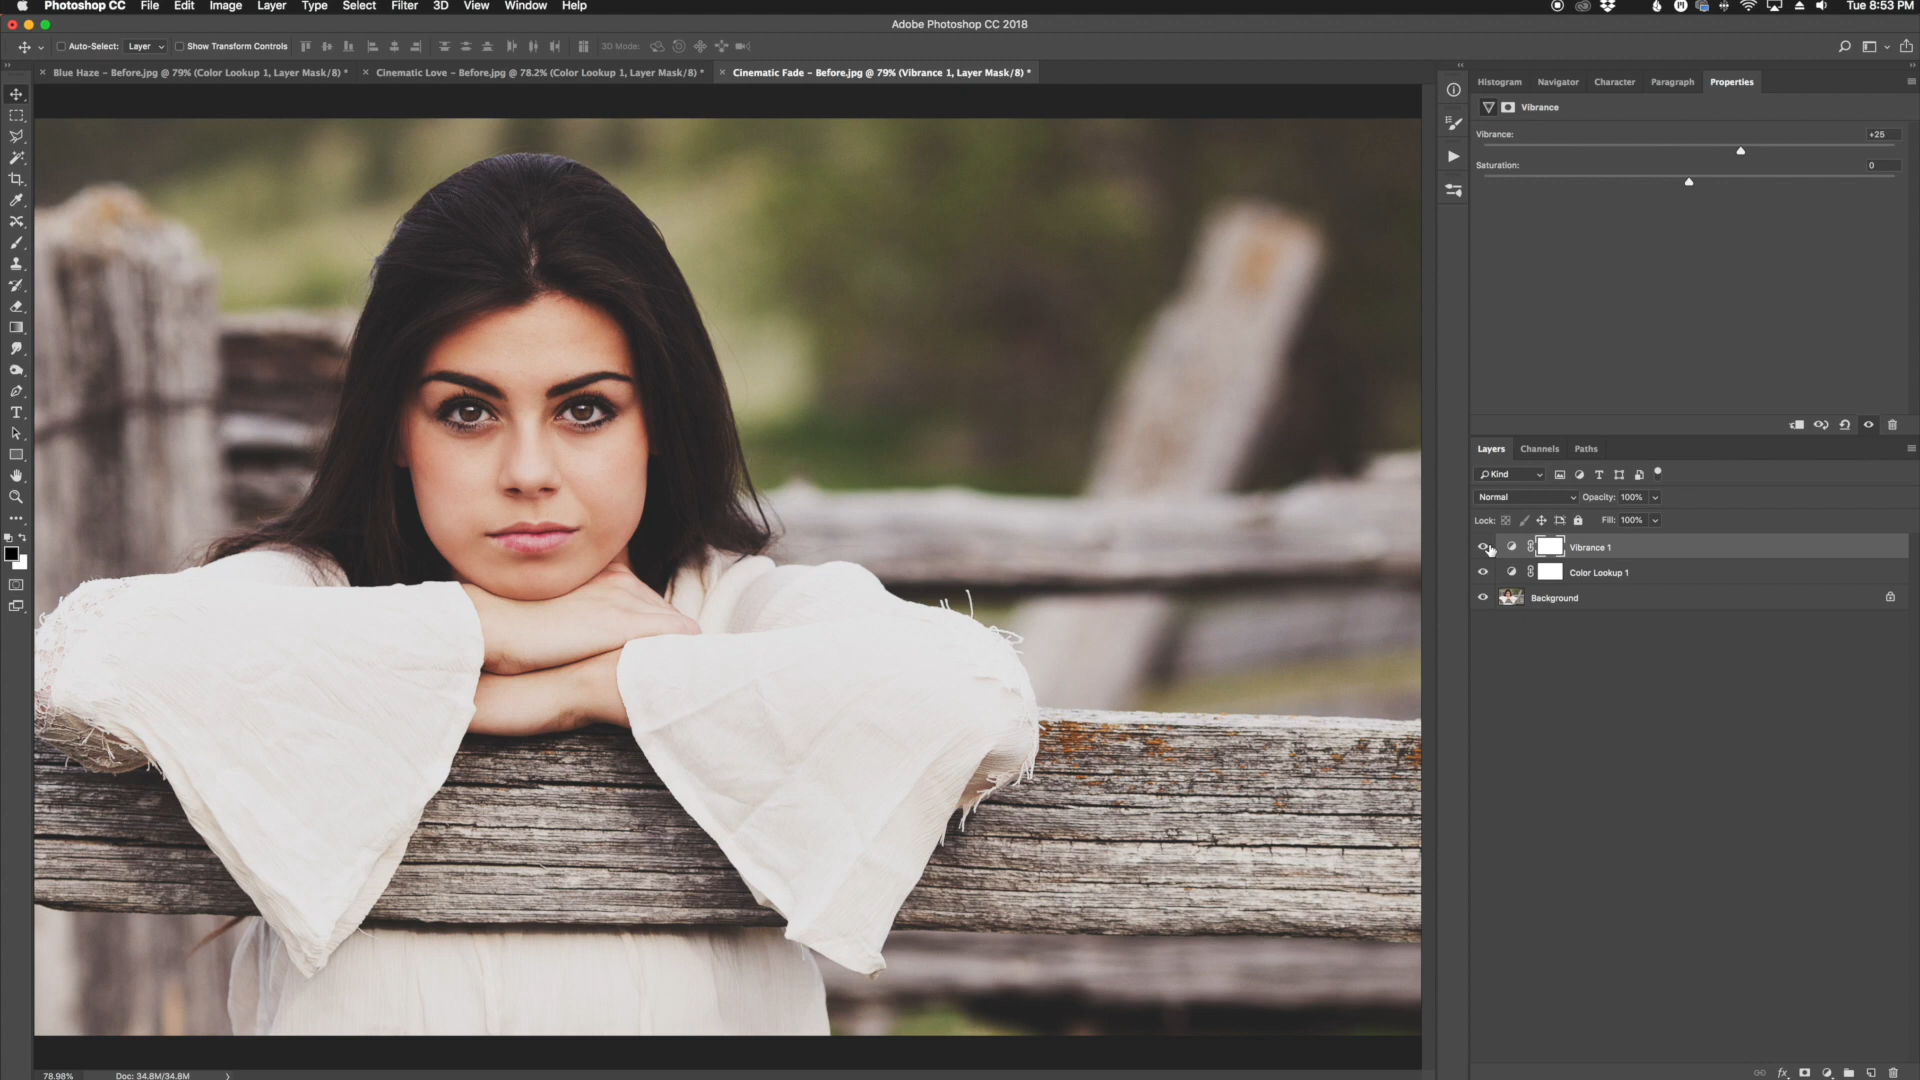 Photoshop CC File Edit Image Layer Type Select Filter 3D View Window Help Tue 8:53 PM
Adobe Photoshop CC 2018
Auto-Select: Layer Show Transform Controls 3D Mode:
Blue Haze – Before.jpg @ 79% (Color Lookup 1, Layer Mask/8) * Cinematic Love – Before.jpg @ 78.2% (Color Lookup 1, Layer Mask/8) * Cinematic Fade – Before.jpg @ 79% (Vibrance 1, Layer Mask/8) *
Histogram Navigator Character Paragraph Properties
Vibrance
Vibrance: +25
Saturation: 0
Layers Channels Paths
Kind
Normal Opacity: 100%
Lock: Fill: 100%
Vibrance 1
Color Lookup 1
Background
78.98% Doc: 34.8M/34.8M